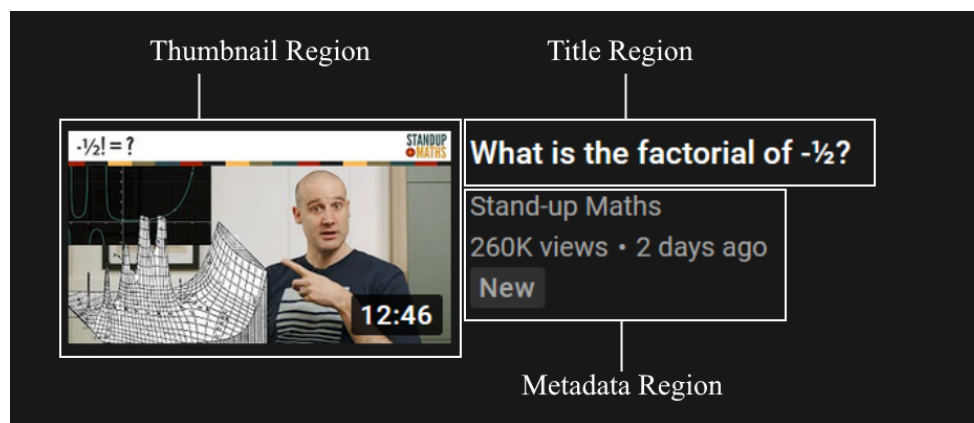 Thumbnail Region
Title Region
-½! = ?
STANDUP
MATHS
12:46
What is the factorial of -½?
Stand-up Maths
260K views • 2 days ago
New
Metadata Region